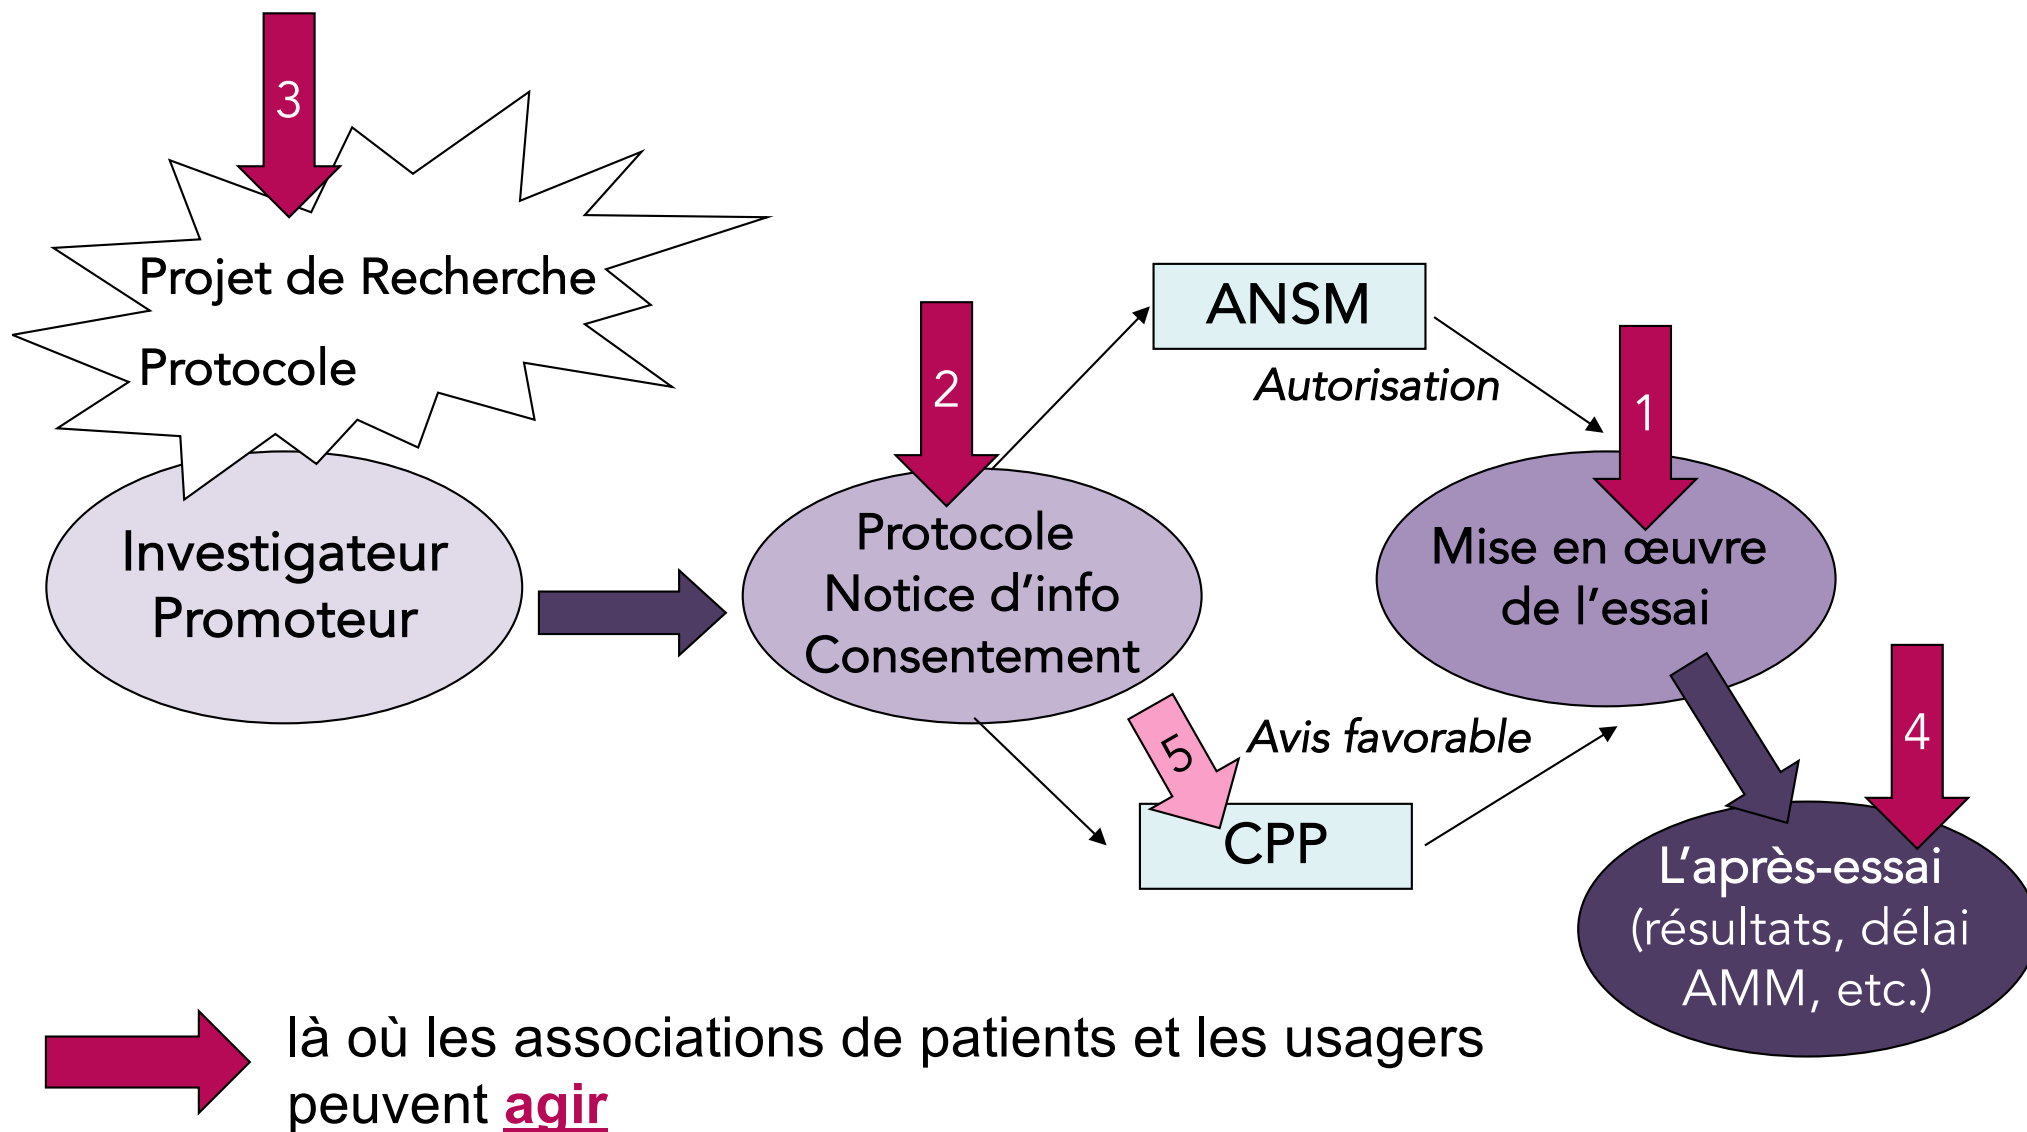 3
Projet de Recherche
Protocole
Investigateur
Promoteur
2
Protocole
Notice d’info
Consentement
ANSM
Autorisation
5
Avis favorable
CPP
1
Mise en œuvre
de l’essai
4
L’après-essai
(résultats, délai
AMM, etc.)
là où les associations de patients et les usagers
peuvent agir